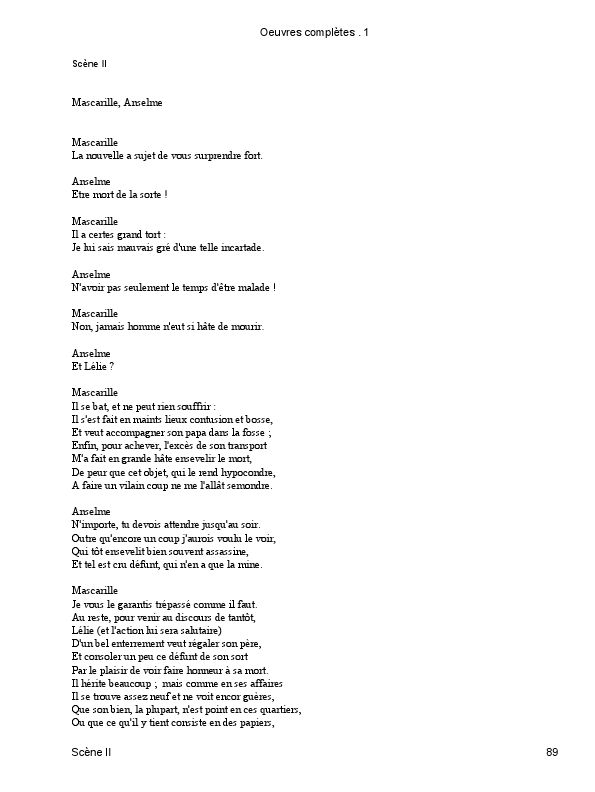 Oeuvres complètes . 1
Scène II
Mascarille, Anselme
Mascarille
La nouvelle a sujet de vous surprendre fort.
Anselme
Etre mort de la sorte !
Mascarille
Il a certes grand tort :
Je lui sais mauvais gré d'une telle incartade.
Anselme
N'avoir pas seulement le temps d'être malade !
Mascarille
Non, jamais homme n'eut si hâte de mourir.
Anselme
Et Lélie ?
Mascarille
Il se bat, et ne peut rien souffrir :
Il s'est fait en maints lieux contusion et bosse,
Et veut accompagner son papa dans la fosse ;
Enfin, pour achever, l'excès de son transport
M'a fait en grande hâte ensevelir le mort,
De peur que cet objet, qui le rend hypocondre,
A faire un vilain coup ne me l'allât semondre.
Anselme
N'importe, tu devois attendre jusqu'au soir.
Outre qu'encore un coup j'aurois voulu le voir,
Qui tôt ensevelit bien souvent assassine,
Et tel est cru défunt, qui n'en a que la mine.
Mascarille
Je vous le garantis trépassé comme il faut.
Au reste, pour venir au discours de tantôt,
Lélie (et l'action lui sera salutaire)
D'un bel enterrement veut régaler son père,
Et consoler un peu ce défunt de son sort
Par le plaisir de voir faire honneur à sa mort.
Il hérite beaucoup ; mais comme en ses affaires
Il se trouve assez neuf et ne voit encor guères,
Que son bien, la plupart, n'est point en ces quartiers,
Ou que ce qu'il y tient consiste en des papiers,
Scène II 89